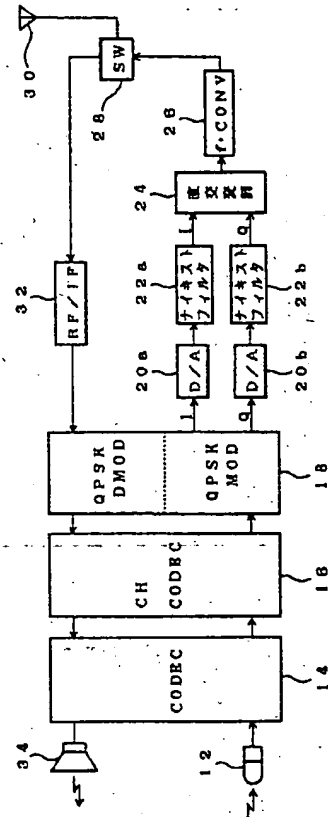 30
SW
28
f・CONV
26
直交変調
24
I
Q
ナイキスト
フィルタ
22a
ナイキスト
フィルタ
22b
RF/IF
32
D/A
20a
D/A
20b
I
Q
QPSK
DMOD
QPSK
MOD
18
CH
CODEC
16
CODEC
14
34
12